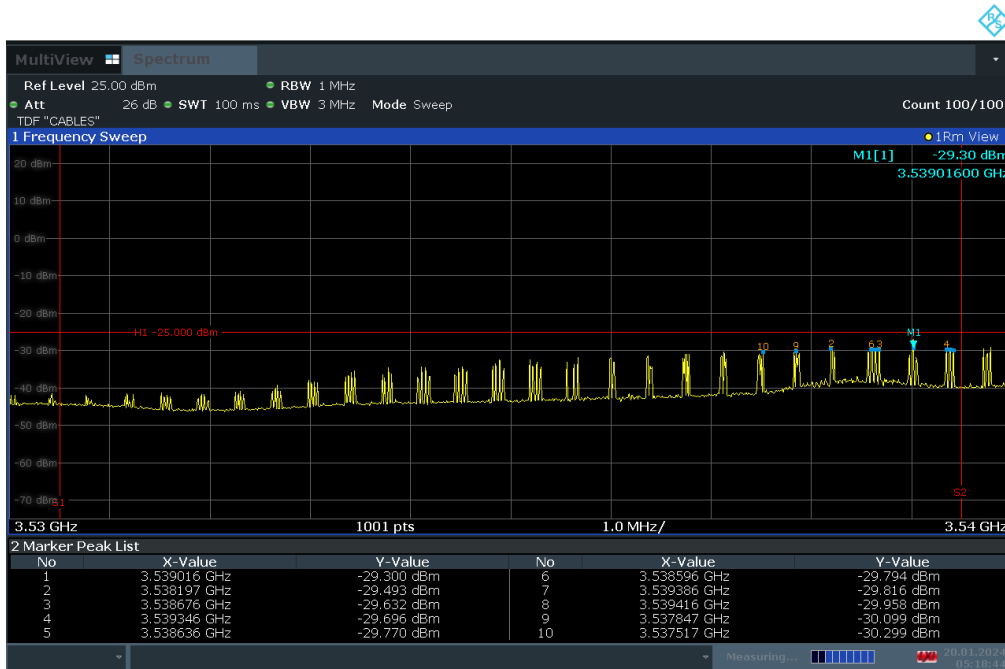 R&S
MultiView Spectrum
Ref Level 25.00 dBm RBW 1 MHz
Att 26 dB SWT 100 ms VBW 3 MHz Mode Sweep Count 100/100
TDF "CABLES"
1 Frequency Sweep 1Rm View
M1[1] -29.30 dBm
3.53901600 GHz
20 dBm
10 dBm
0 dBm
-10 dBm
-20 dBm
H1 -25.000 dBm
M1
-30 dBm 10 9 2 6 3 4
-40 dBm
-50 dBm
-60 dBm
S2
-70 dBm S1
3.53 GHz 1001 pts 1.0 MHz/ 3.54 GHz
2 Marker Peak List
No X-Value Y-Value No X-Value Y-Value
1 3.539016 GHz -29.300 dBm 6 3.538596 GHz -29.794 dBm
2 3.538197 GHz -29.493 dBm 7 3.539386 GHz -29.816 dBm
3 3.538676 GHz -29.632 dBm 8 3.539416 GHz -29.958 dBm
4 3.539346 GHz -29.696 dBm 9 3.537847 GHz -30.099 dBm
5 3.538636 GHz -29.770 dBm 10 3.537517 GHz -30.299 dBm
Measuring... 20.01.2024
05:18:44